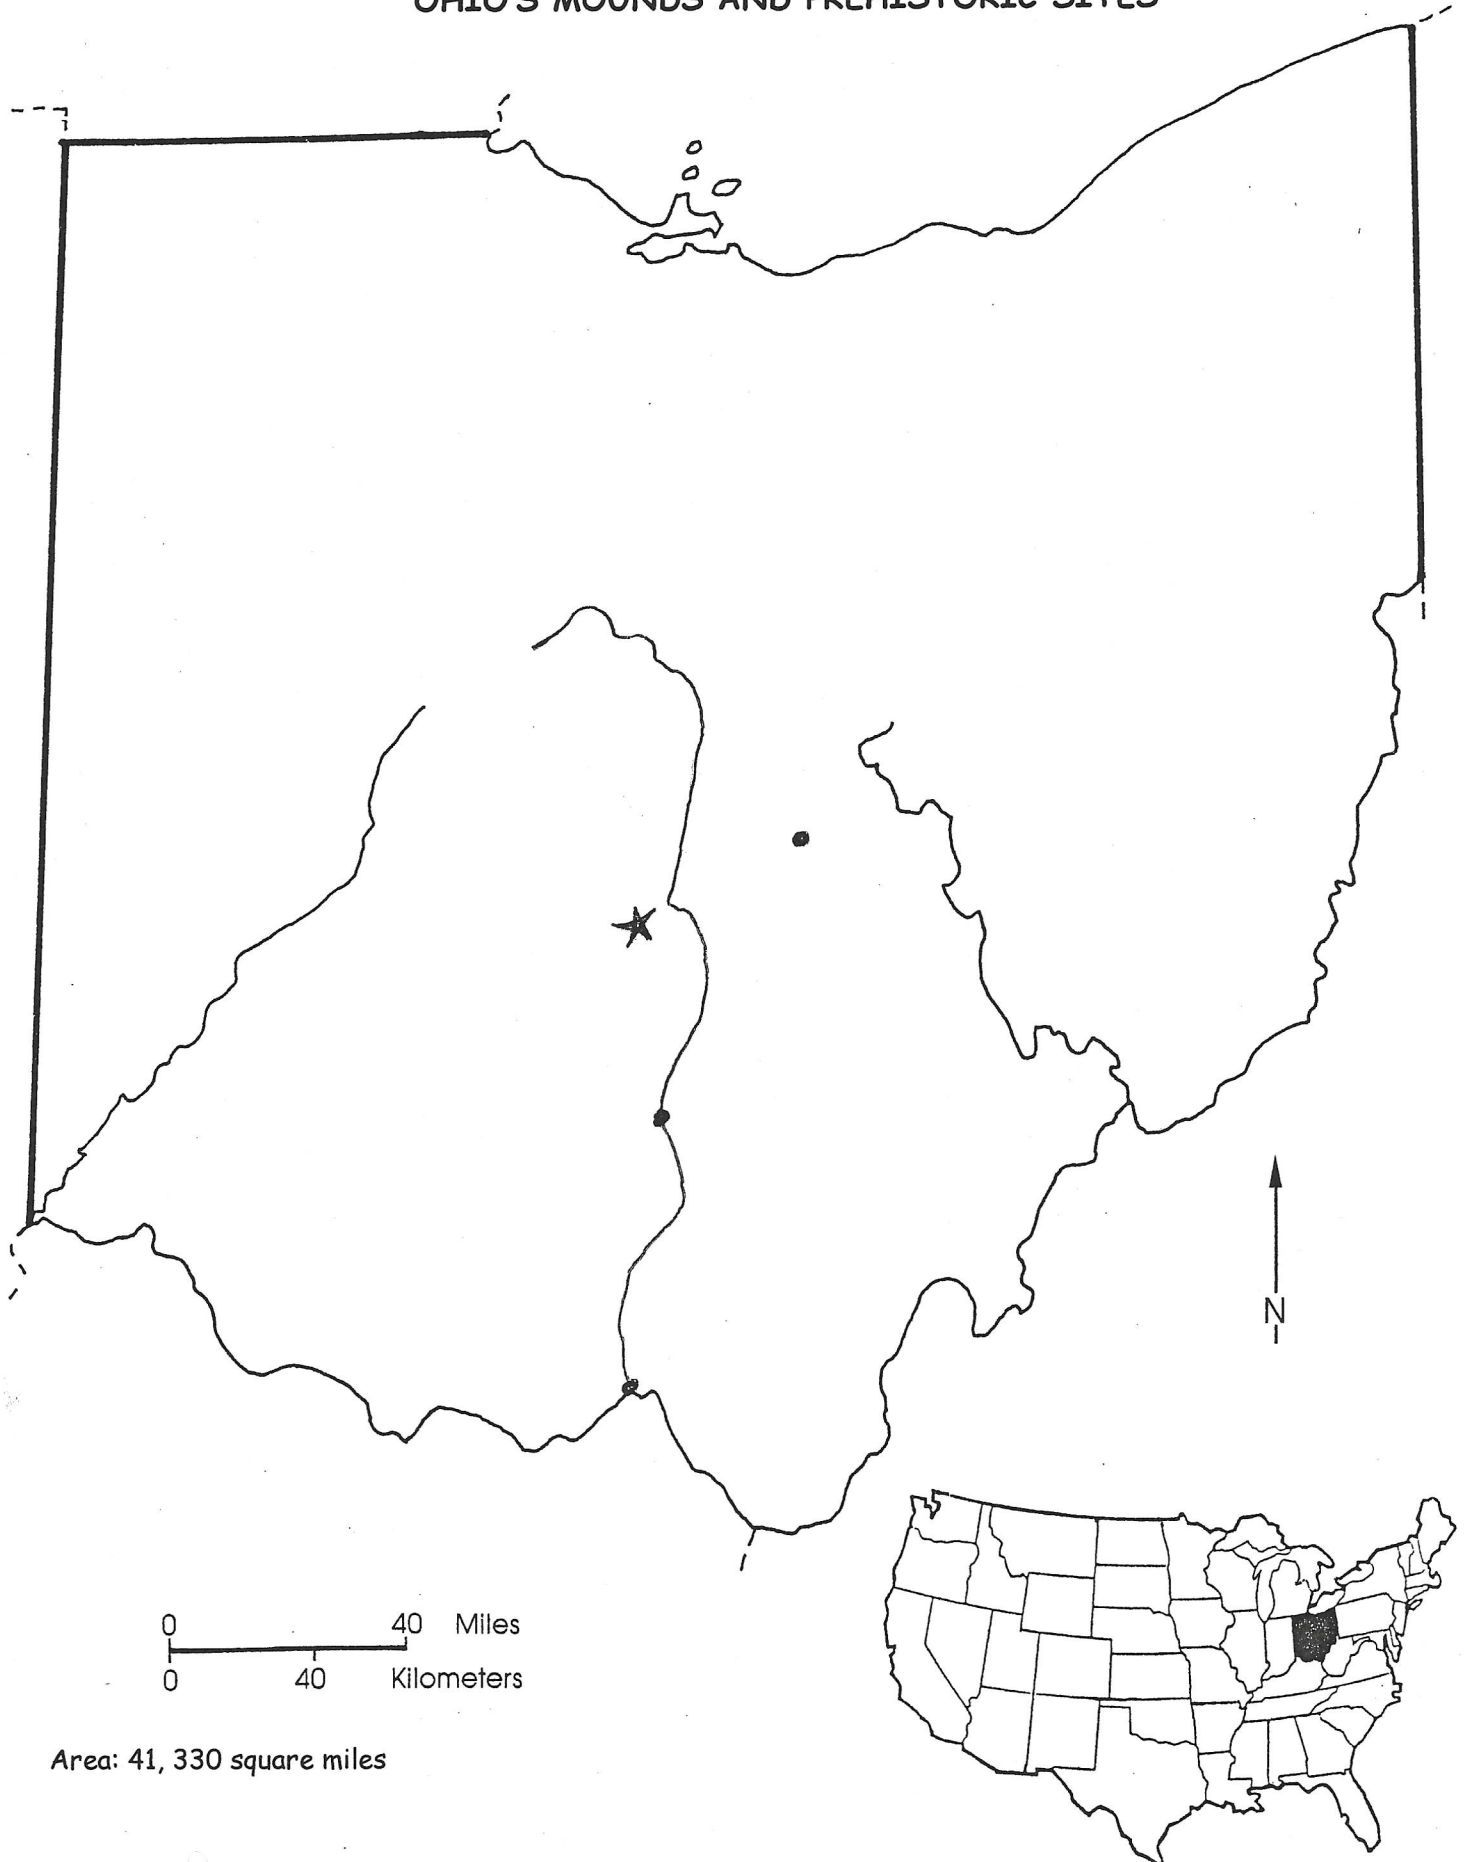 OHIO'S MOUNDS AND PREHISTORIC SITES
N
0 40 Miles
0 40 Kilometers
Area: 41, 330 square miles